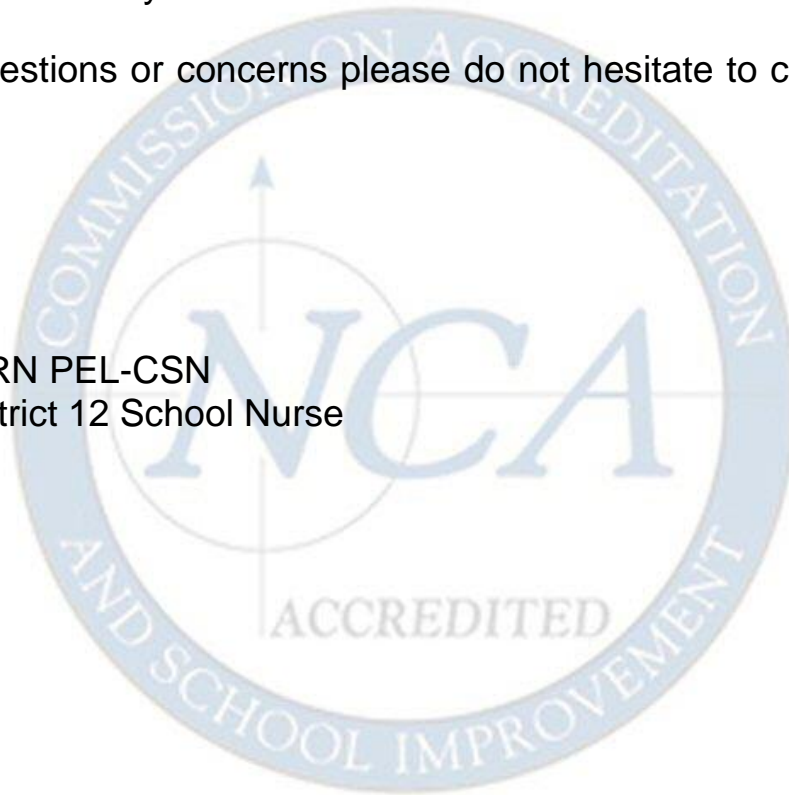 estions or concerns please do not hesitate to c
RN PEL-CSN
trict 12 School Nurse
COMMISSION ON ACCREDITATION
NCA
ACCREDITED
AND SCHOOL IMPROVEMENT